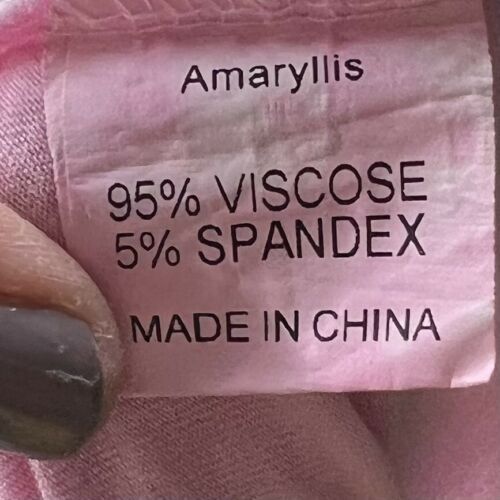 Amaryllis
95% VISCOSE
5% SPANDEX
MADE IN CHINA